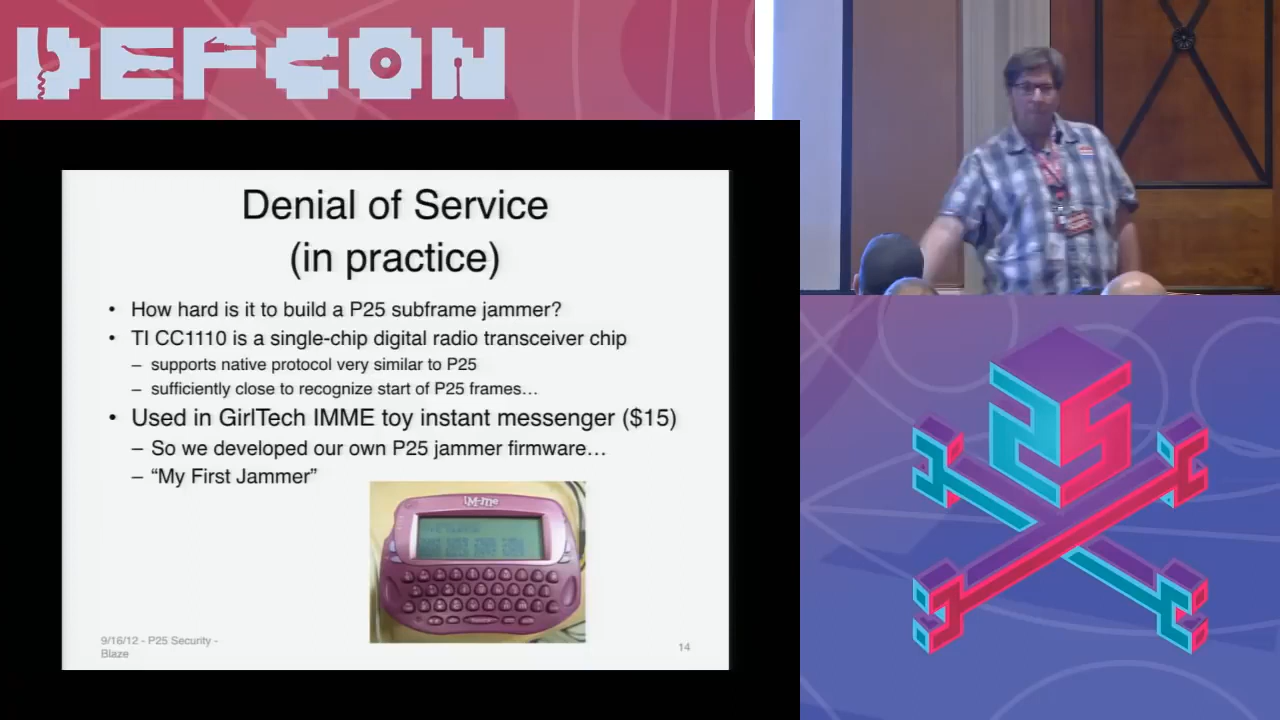 DEFCON
Denial of Service
(in practice)
• How hard is it to build a P25 subframe jammer?
• TI CC1110 is a single-chip digital radio transceiver chip
– supports native protocol very similar to P25
– sufficiently close to recognize start of P25 frames…
• Used in GirlTech IMME toy instant messenger ($15)
– So we developed our own P25 jammer firmware…
– “My First Jammer”
IM-me
9/16/12 - P25 Security -
Blaze
14
25